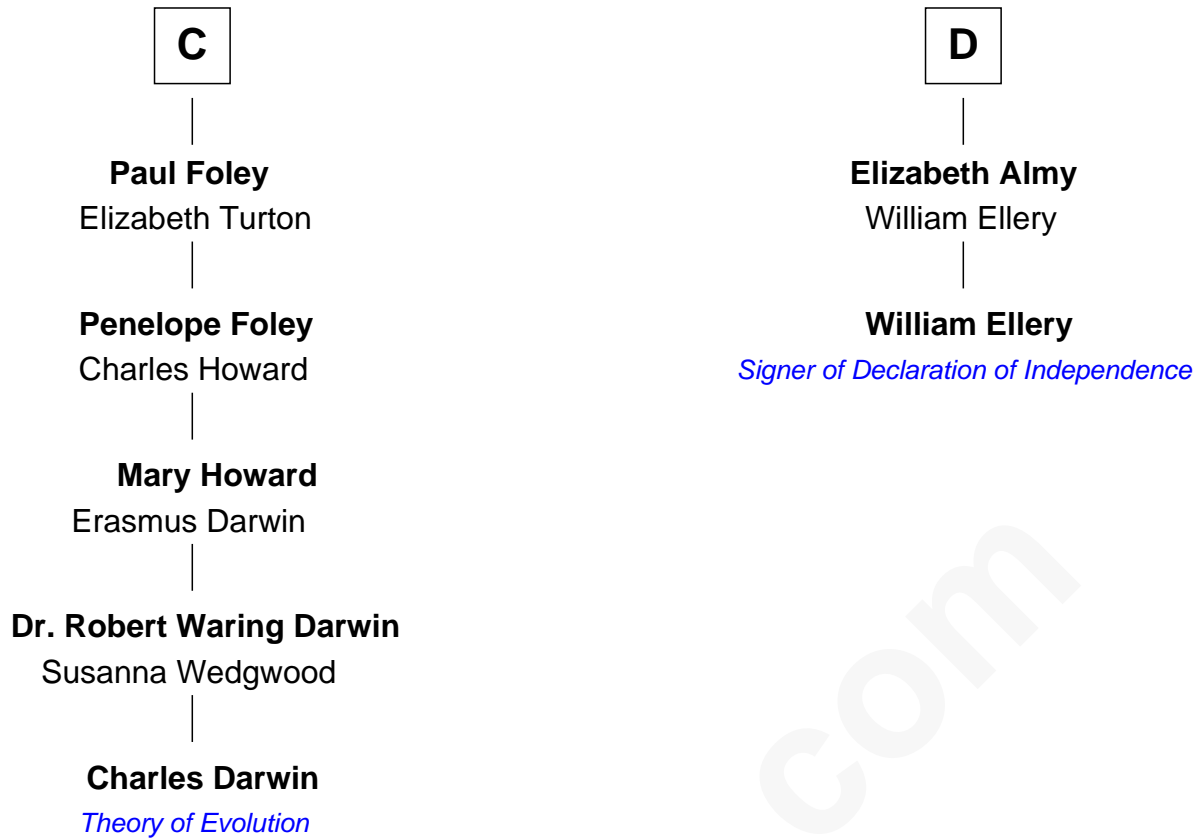 C
Paul Foley
Elizabeth Turton
Penelope Foley
Charles Howard
Mary Howard
Erasmus Darwin
Dr. Robert Waring Darwin
Susanna Wedgwood
Charles Darwin
Theory of Evolution
D
Elizabeth Almy
William Ellery
William Ellery
Signer of Declaration of Independence
com